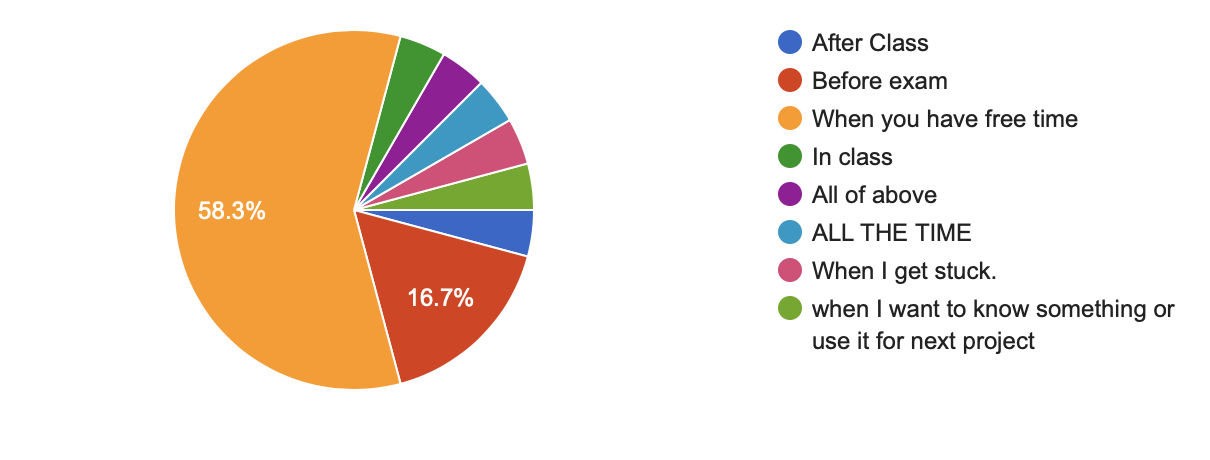 58.3%
16.7%
After Class
Before exam
When you have free time
In class
All of above
ALL THE TIME
When I get stuck.
when I want to know something or
use it for next project